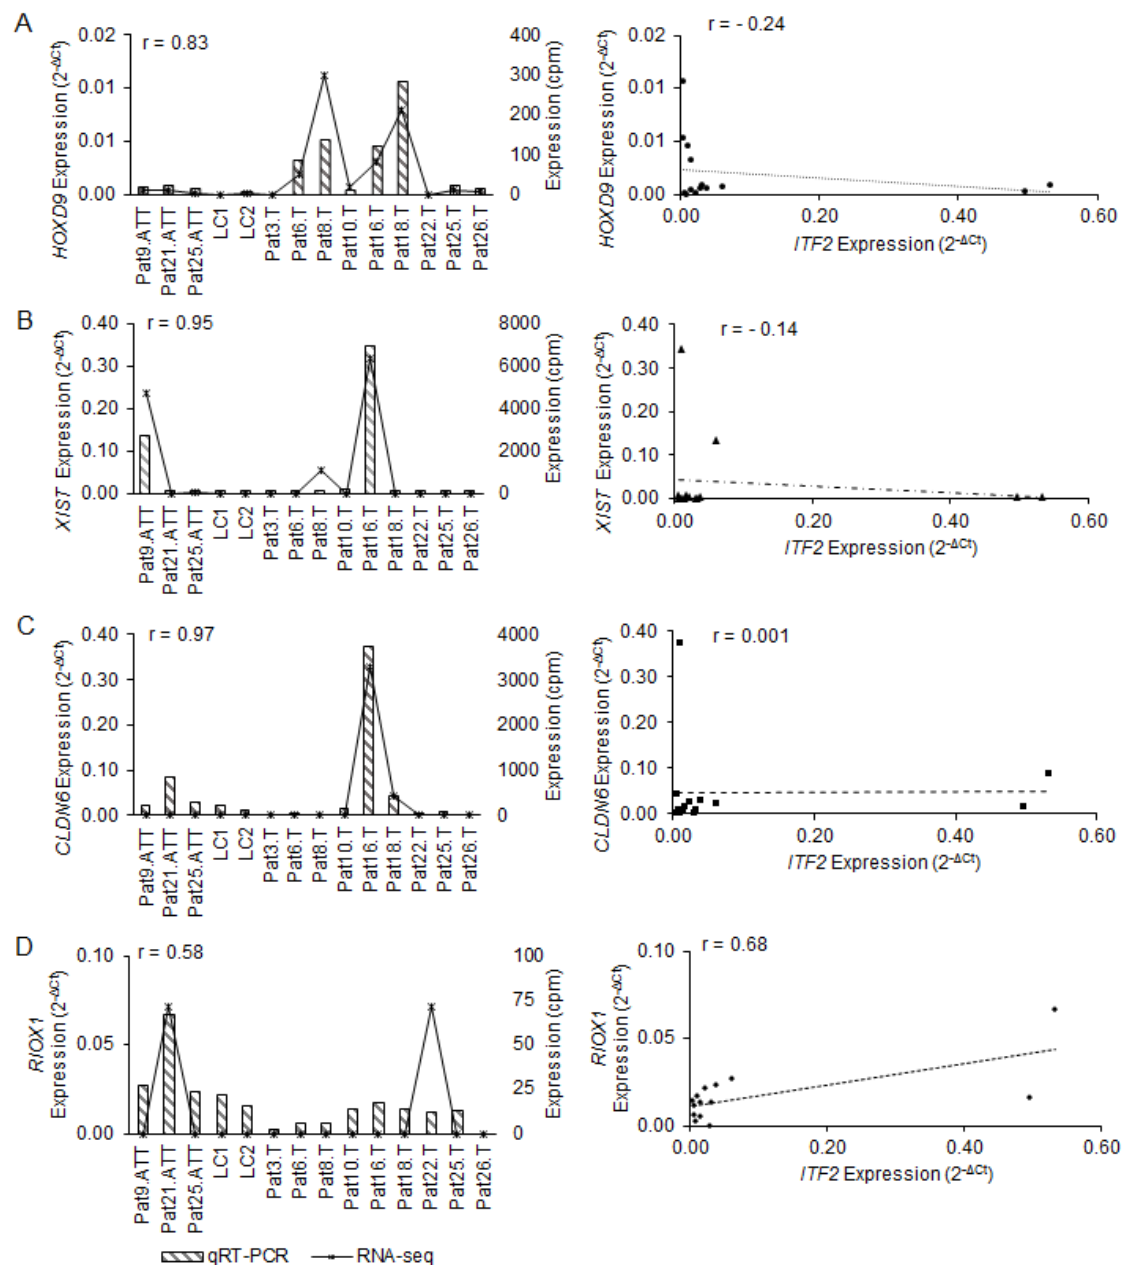 A
HOXD9 Expression (2-ΔCt)
0.02
0.01
0.01
0.00
r = 0.83
400
300
200
100
0
Expression (cpm)
Pat9.ATT
Pat21.ATT
Pat25.ATT
LC1
LC2
Pat3.T
Pat6.T
Pat8.T
Pat10.T
Pat16.T
Pat18.T
Pat22.T
Pat25.T
Pat26.T
r = - 0.24
HOXD9 Expression (2-ΔCt)
0.02
0.01
0.01
0.00
0.00
0.20
0.40
0.60
ITF2 Expression (2-ΔCt)
B
XIST Expression (2-ΔCt)
0.40
0.30
0.20
0.10
0.00
r = 0.95
8000
6000
4000
2000
0
Expression (cpm)
Pat9.ATT
Pat21.ATT
Pat25.ATT
LC1
LC2
Pat3.T
Pat6.T
Pat8.T
Pat10.T
Pat16.T
Pat18.T
Pat22.T
Pat25.T
Pat26.T
r = - 0.14
XIST Expression (2-ΔCt)
0.40
0.30
0.20
0.10
0.00
0.00
0.20
0.40
0.60
ITF2 Expression (2-ΔCt)
C
CLDN6 Expression (2-ΔCt)
0.40
0.30
0.20
0.10
0.00
r = 0.97
4000
3000
2000
1000
0
Expression (cpm)
Pat9.ATT
Pat21.ATT
Pat25.ATT
LC1
LC2
Pat3.T
Pat6.T
Pat8.T
Pat10.T
Pat16.T
Pat18.T
Pat22.T
Pat25.T
Pat26.T
r = 0.001
CLDN6 Expression (2-ΔCt)
0.40
0.30
0.20
0.10
0.00
0.00
0.20
0.40
0.60
ITF2 Expression (2-ΔCt)
D
RIOX1
Expression (2-ΔCt)
0.10
0.05
0.00
r = 0.58
100
75
50
25
0
Expression (cpm)
Pat9.ATT
Pat21.ATT
Pat25.ATT
LC1
LC2
Pat3.T
Pat6.T
Pat8.T
Pat10.T
Pat16.T
Pat18.T
Pat22.T
Pat25.T
Pat26.T
r = 0.68
RIOX1
Expression (2-ΔCt)
0.10
0.05
0.00
0.00
0.20
0.40
0.60
ITF2 Expression (2-ΔCt)
qRT-PCR
RNA-seq